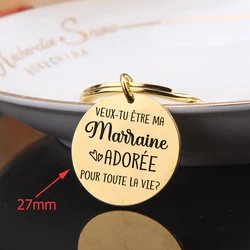 VEUX-TU ÊTRE MA
Marraine
ADORÉE
POUR TOUTE LA VIE?
27mm